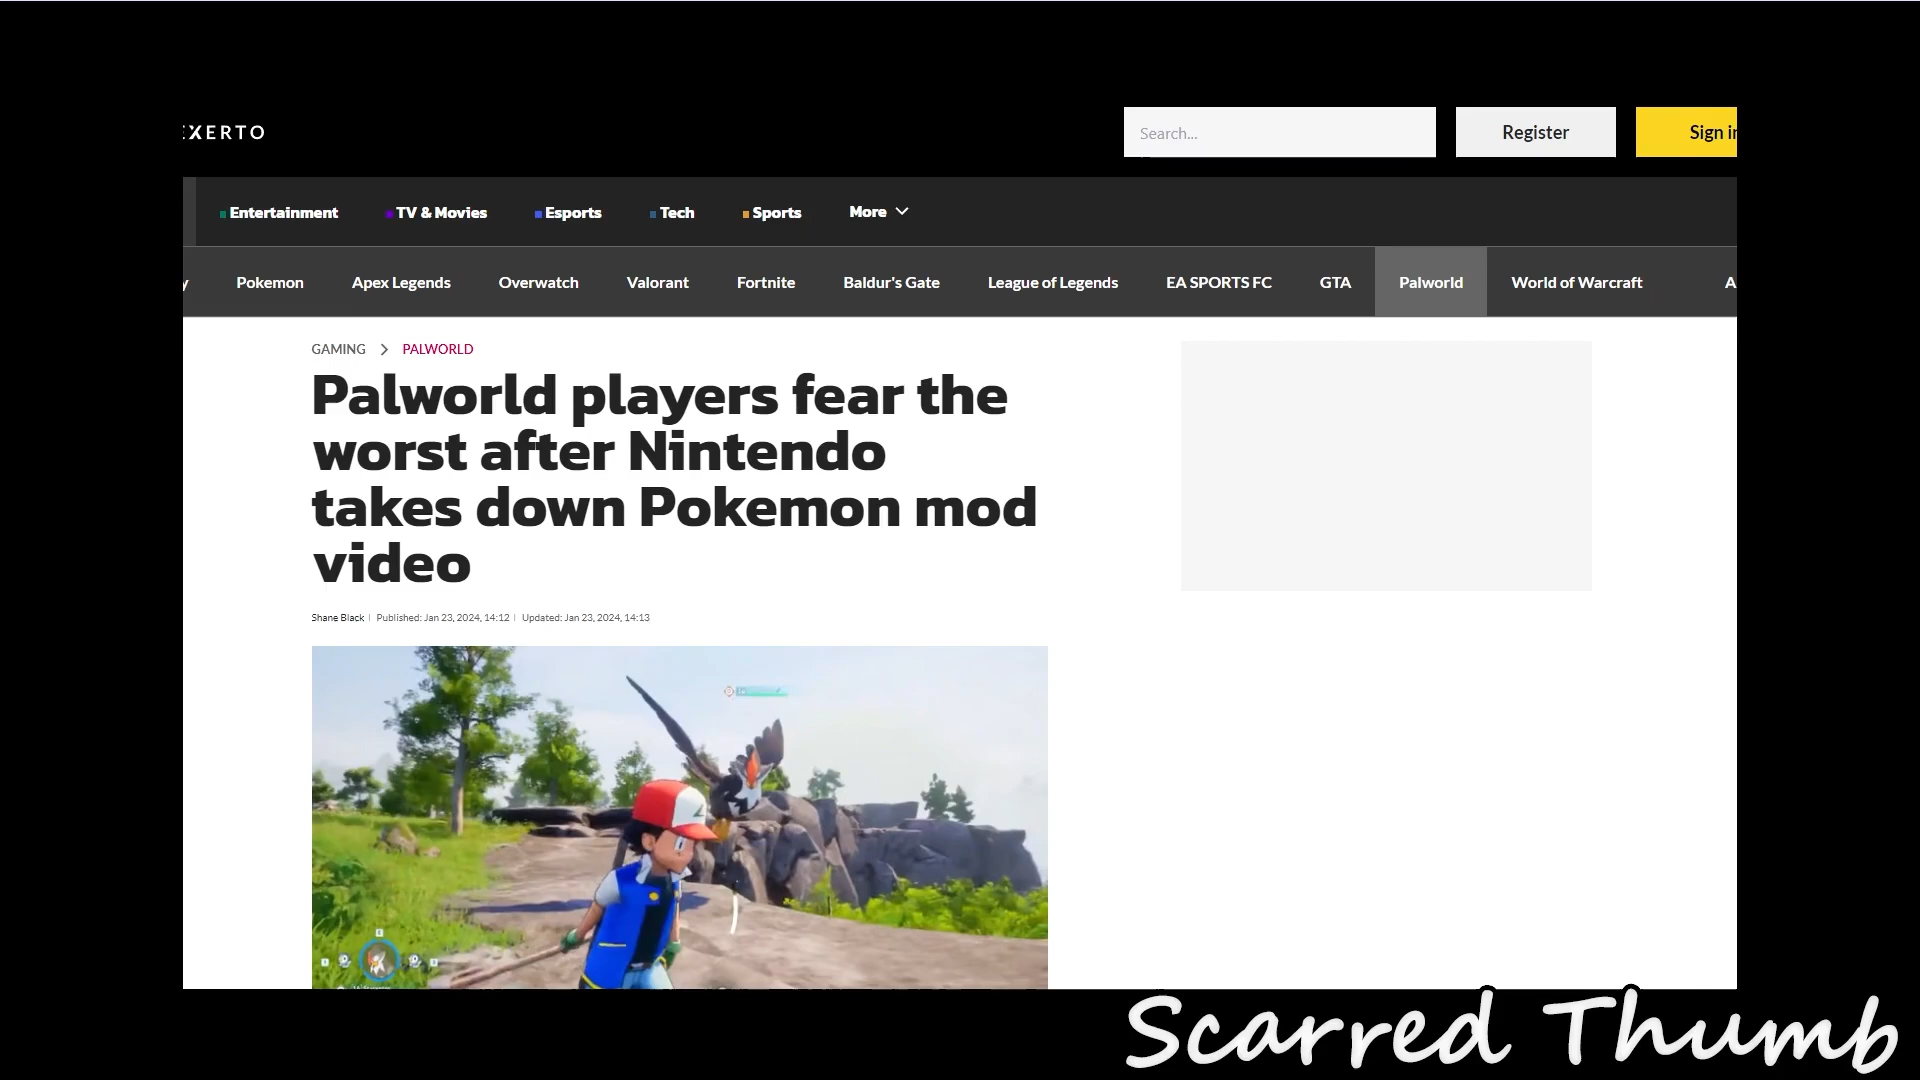 EXERTO
Search...
Register
Sign in
Entertainment
TV & Movies
Esports
Tech
Sports
More
y
Pokemon
Apex Legends
Overwatch
Valorant
Fortnite
Baldur's Gate
League of Legends
EA SPORTS FC
GTA
Palworld
World of Warcraft
A
GAMING
PALWORLD
Palworld players fear the
worst after Nintendo
takes down Pokemon mod
video
Shane Black | Published: Jan 23, 2024, 14:12 | Updated: Jan 23, 2024, 14:13
Scarred Thumb